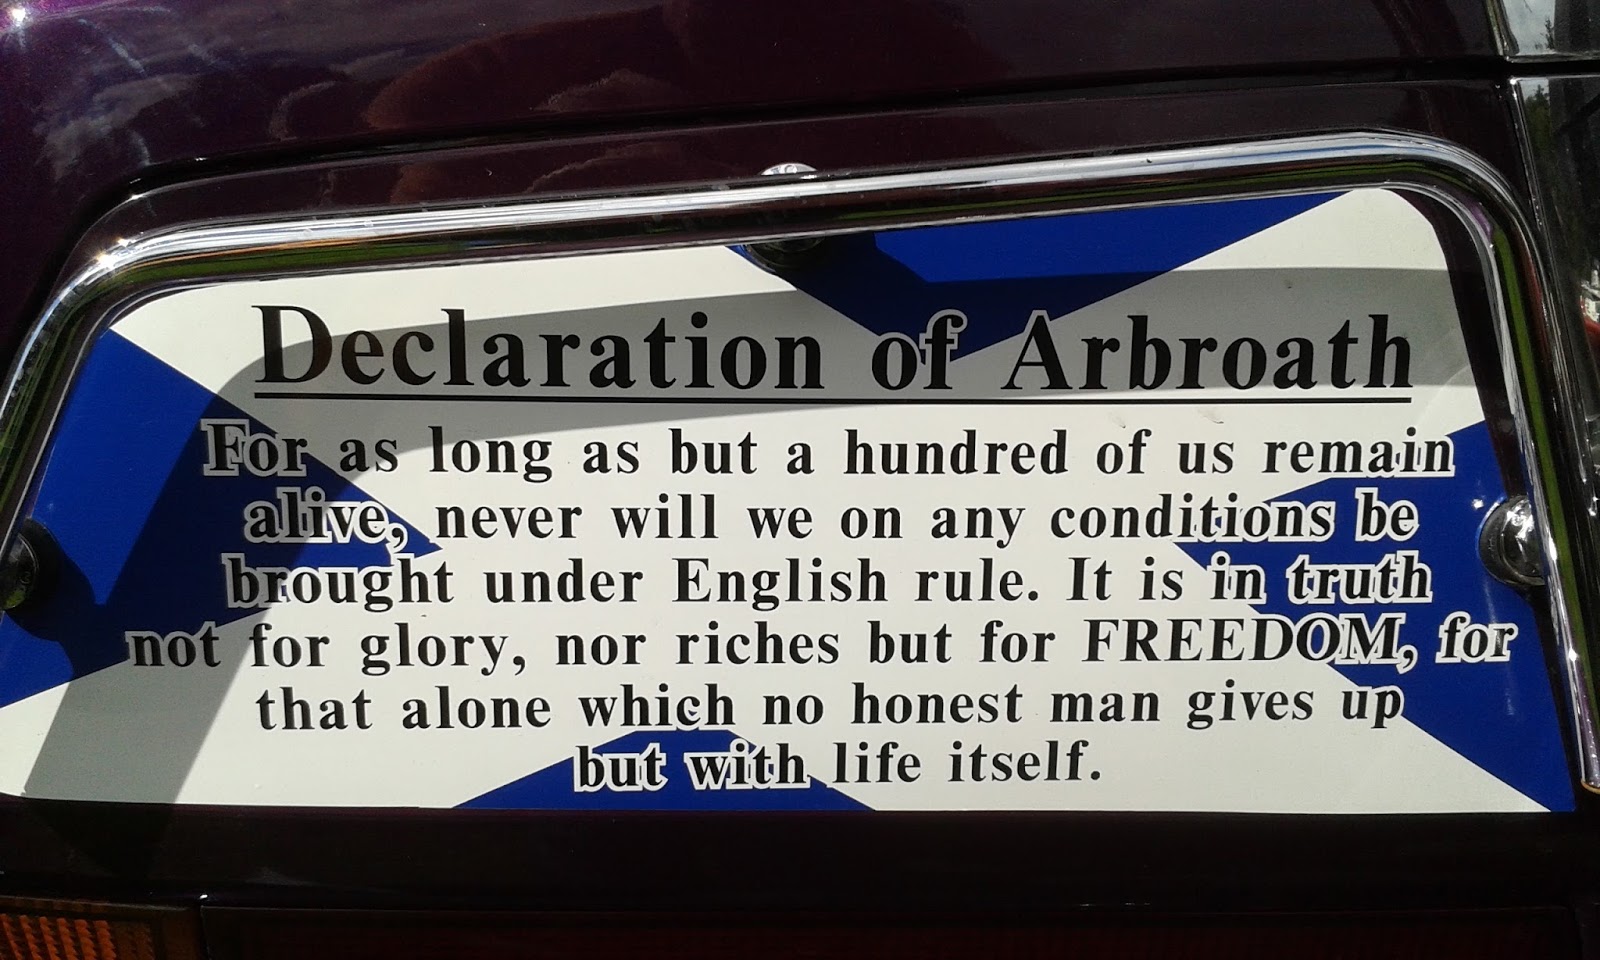 Declaration of Arbroath
For as long as but a hundred of us remain
alive, never will we on any conditions be
brought under English rule. It is in truth
not for glory, nor riches but for FREEDOM, for
that alone which no honest man gives up
but with life itself.